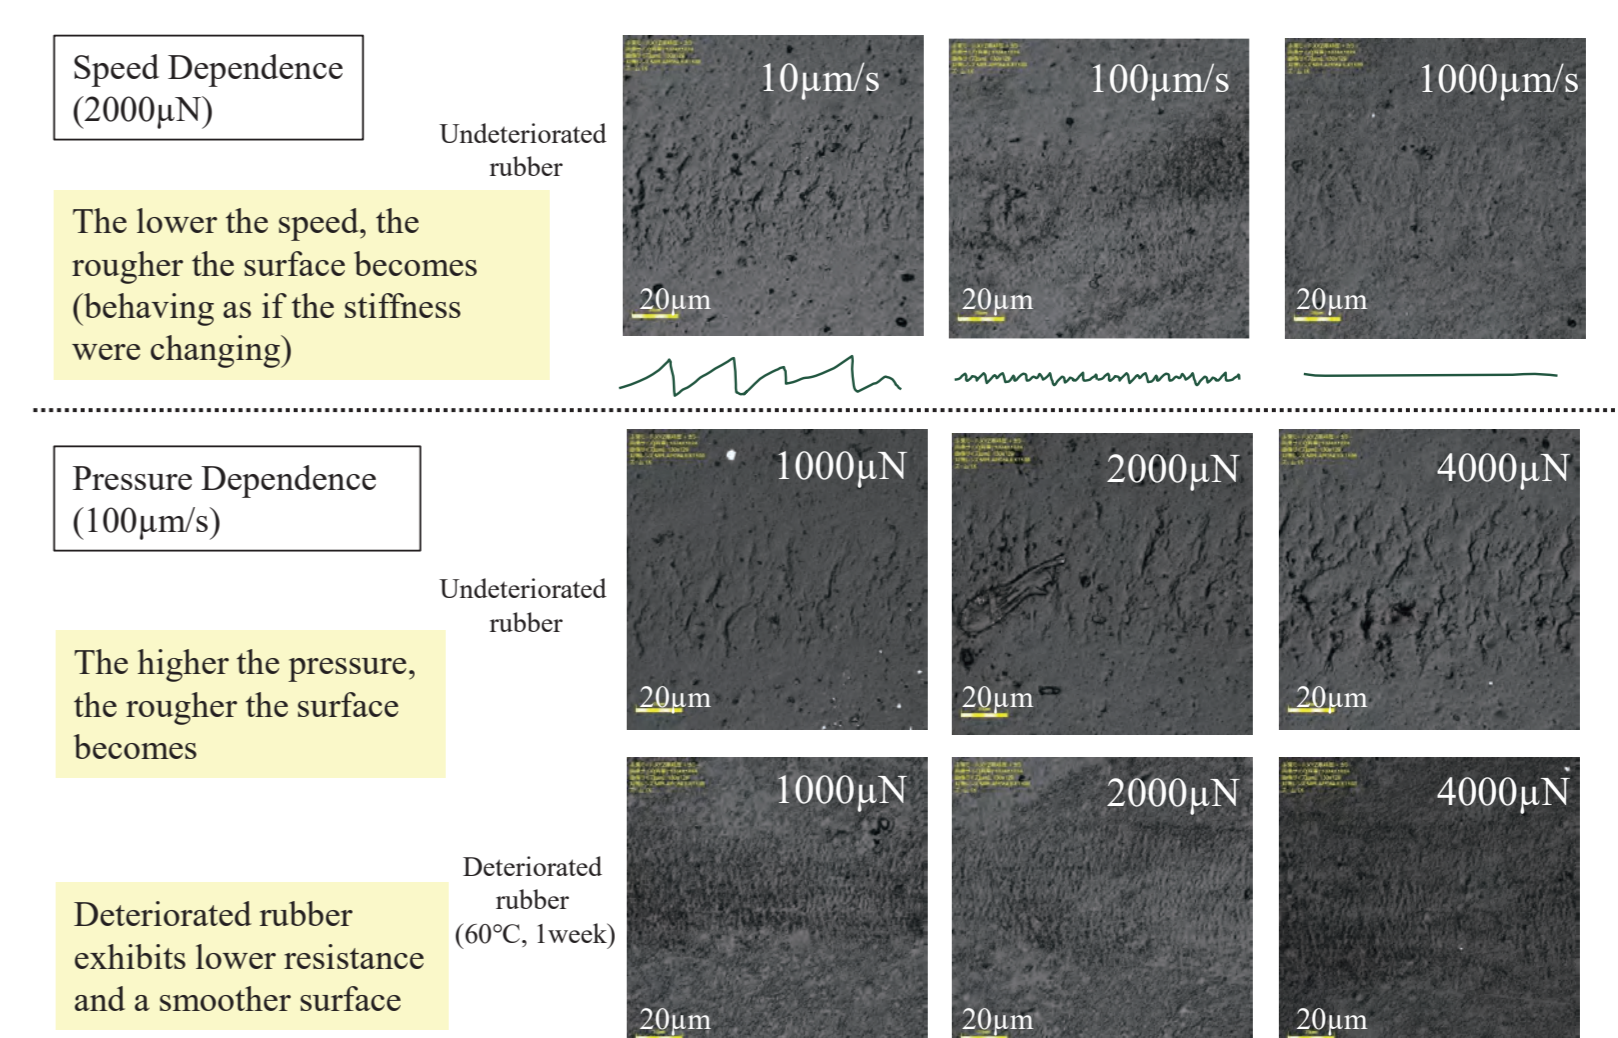 Speed Dependence
(2000µN)
Undeteriorated
rubber
10µm/s
100µm/s
1000µm/s
The lower the speed, the
rougher the surface becomes
(behaving as if the stiffness
were changing)
20µm
20µm
20µm
Pressure Dependence
(100µm/s)
1000µN
2000µN
4000µN
Undeteriorated
rubber
The higher the pressure,
the rougher the surface
becomes
20µm
20µm
20µm
1000µN
2000µN
4000µN
Deteriorated
rubber
(60℃, 1week)
Deteriorated rubber
exhibits lower resistance
and a smoother surface
20µm
20µm
20µm